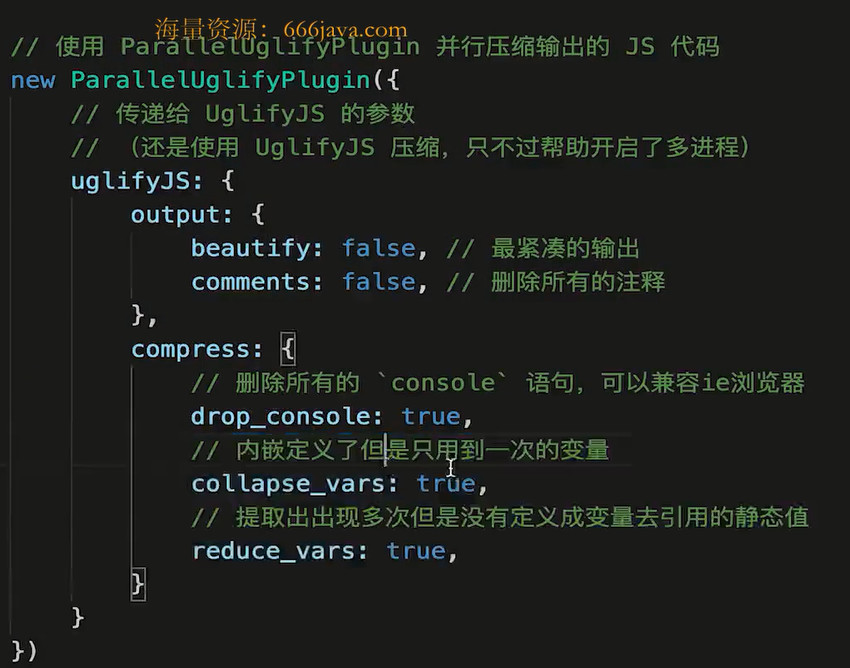 海量资源：666java.com
// 使用 ParallelUglifyPlugin 并行压缩输出的 JS 代码
new ParallelUglifyPlugin({
    // 传递给 UglifyJS 的参数
    // （还是使用 UglifyJS 压缩，只不过帮助开启了多进程）
    uglifyJS: {
        output: {
            beautify: false, // 最紧凑的输出
            comments: false, // 删除所有的注释
        },
        compress: {
            // 删除所有的 `console` 语句，可以兼容ie浏览器
            drop_console: true,
            // 内嵌定义了但是只用到一次的变量
            collapse_vars: true,
            // 提取出出现多次但是没有定义成变量去引用的静态值
            reduce_vars: true,
        }
    }
})